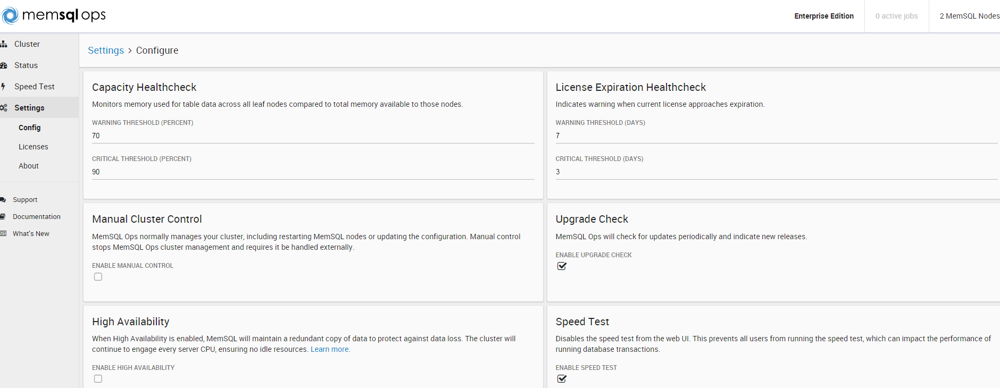 memsql ops
Enterprise Edition
0 active jobs
2 MemSQL Nodes
Cluster
Status
Speed Test
Settings
Config
Licenses
About
Support
Documentation
What's New
Settings > Configure
Capacity Healthcheck
Monitors memory used for table data across all leaf nodes compared to total memory available to those nodes.
WARNING THRESHOLD (PERCENT)
70
CRITICAL THRESHOLD (PERCENT)
90
License Expiration Healthcheck
Indicates warning when current license approaches expiration.
WARNING THRESHOLD (DAYS)
7
CRITICAL THRESHOLD (DAYS)
3
Manual Cluster Control
MemSQL Ops normally manages your cluster, including restarting MemSQL nodes or updating the configuration. Manual control
stops MemSQL Ops cluster management and requires it be handled externally.
ENABLE MANUAL CONTROL
Upgrade Check
MemSQL Ops will check for updates periodically and indicate new releases.
ENABLE UPGRADE CHECK
High Availability
When High Availability is enabled, MemSQL will maintain a redundant copy of data to protect against data loss. The cluster will
continue to engage every server CPU, ensuring no idle resources. Learn more.
ENABLE HIGH AVAILABILITY
Speed Test
Disables the speed test from the web UI. This prevents all users from running the speed test, which can impact the performance of
running database transactions.
ENABLE SPEED TEST